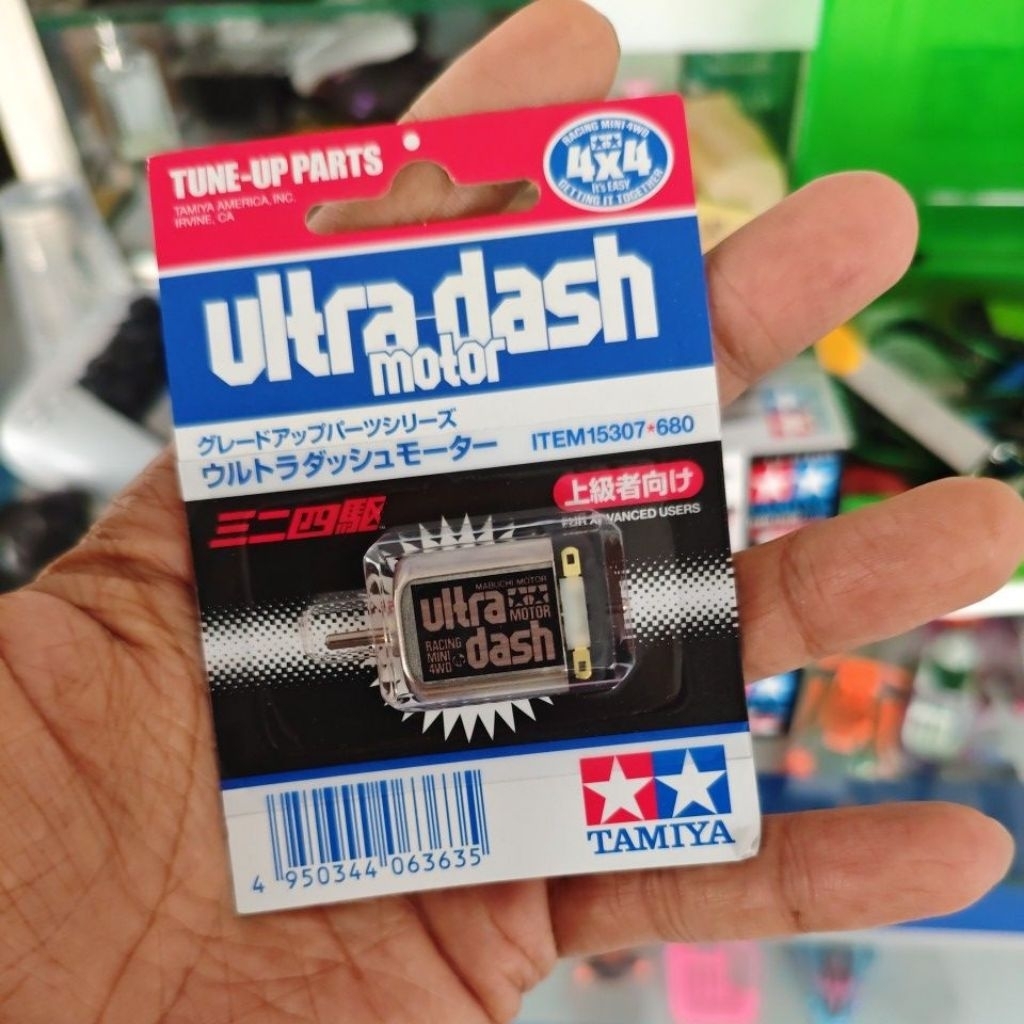 TUNE-UP PARTS
TAMIYA AMERICA, INC.
IRVINE, CA
RACING MINI 4WD
4x4
IT'S EASY
GETTING IT TOGETHER
ultra dash
motor
グレードアップパーツシリーズ
ウルトラダッシュモーター
ITEM 15307*680
ミニ四駆
上級者向け
FOR ADVANCED USERS
MABUCHI MOTOR
ultra
MOTOR
RACING
MINI
4WD
dash
4 950344 063635
TAMIYA